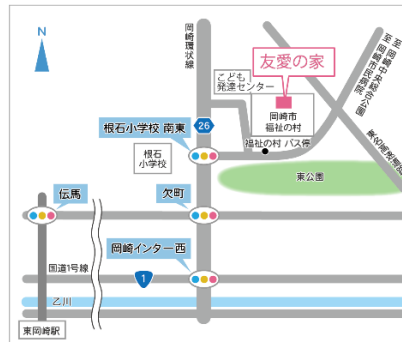 N
岡崎環状線
友愛の家
こども
発達センター
至 岡崎中央総合公園
至 岡崎市民病院
岡崎市
福祉の村
26
根石小学校 南東
根石
小学校
福祉の村 バス停
東公園
伝馬
欠町
岡崎インター西
国道1号線
1
乙川
東岡崎駅